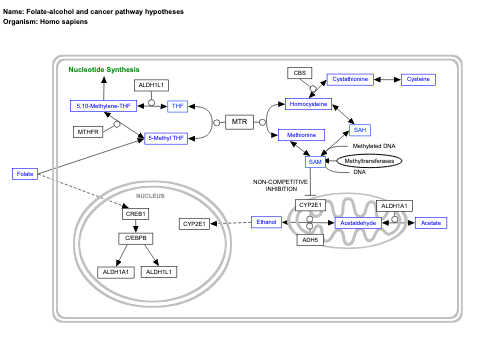 Name: Folate-alcohol and cancer pathway hypotheses
Organism: Homo sapiens
Nucleotide Synthesis
ALDH1L1
CBS
Cystathionine
Cysteine
5,10-Methylene-THF
THF
Homocysteine
MTR
MTHFR
SAH
5-Methyl THF
Methionine
Methylated DNA
SAM
Methyltransferases
DNA
Folate
NON-COMPETITIVE
INHIBITION
NUCLEUS
CREB1
CYP2E1
Ethanol
CYP2E1
ALDH1A1
Acetaldehyde
Acetate
C/EBPB
ADH5
ALDH1A1
ALDH1L1